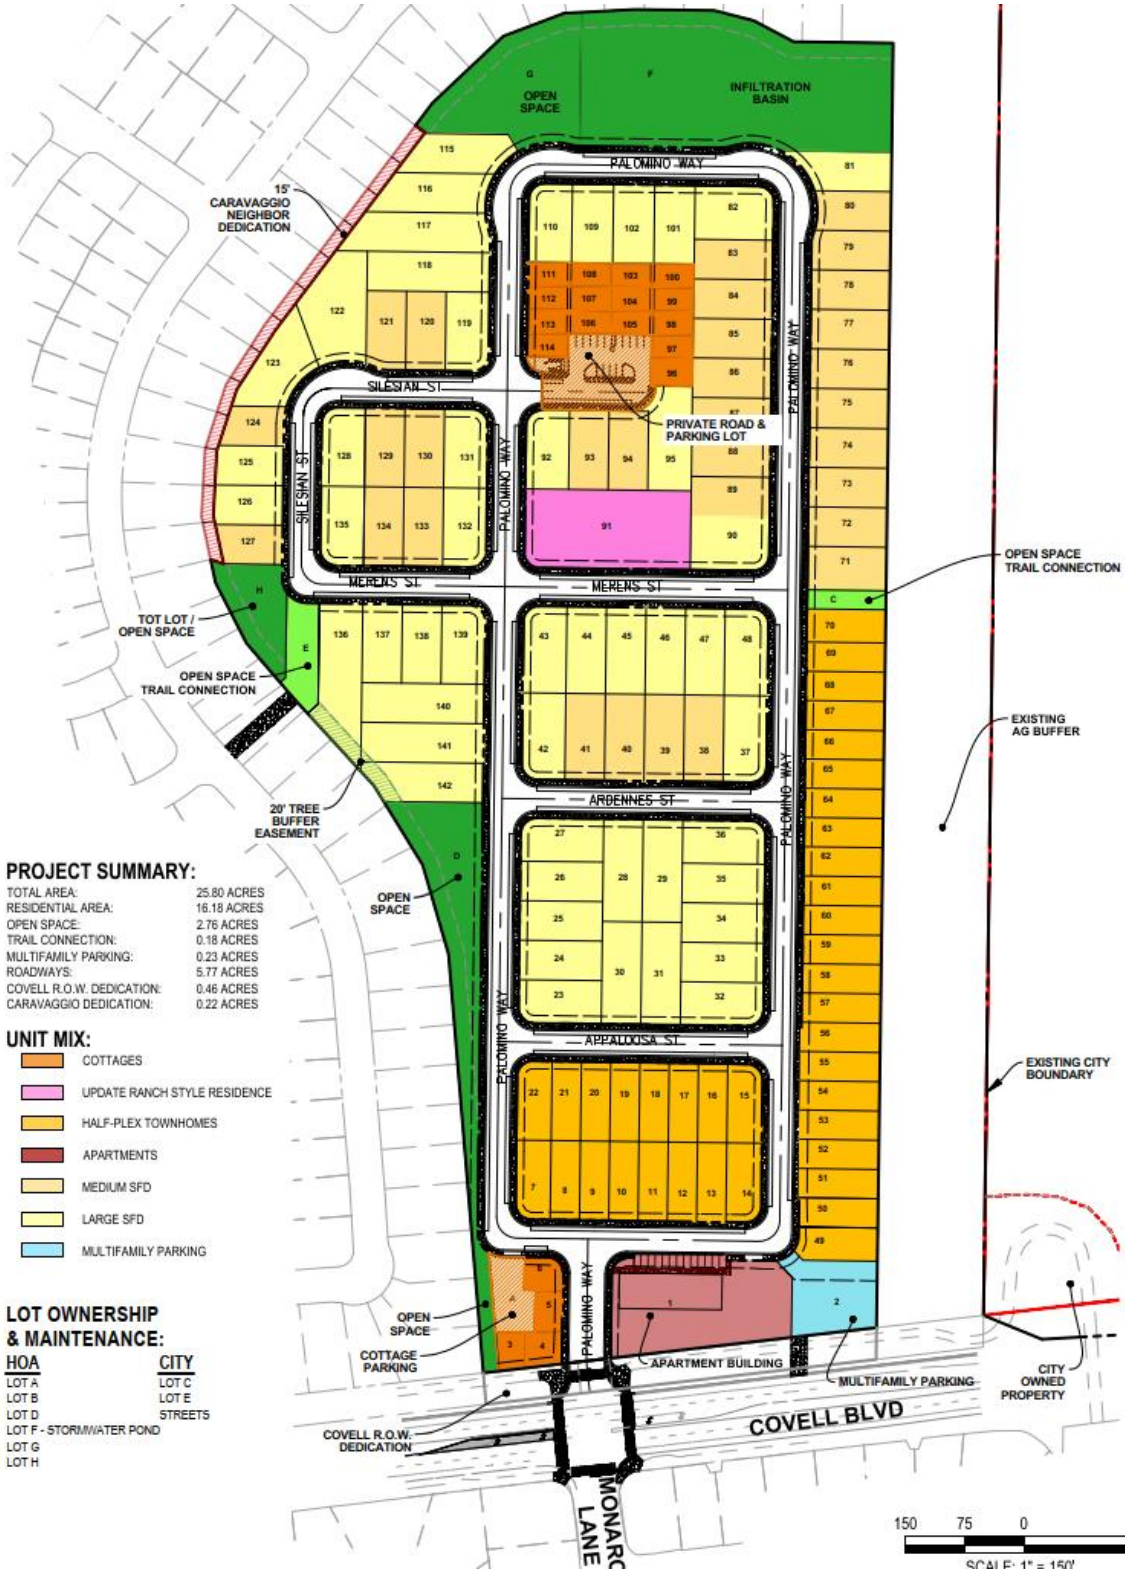 G
F
OPEN
SPACE
INFILTRATION
BASIN
PALOMINO WAY
115
116
117
118
119
120
121
122
123
124
125
126
127
15'
CARAVAGGIO
NEIGHBOR
DEDICATION
110
109
102
101
82
83
84
85
86
87
88
89
90
111
108
103
100
112
107
104
99
113
106
105
98
114
97
96
81
80
79
78
77
76
75
74
73
72
71
PALOMINO WAY
PRIVATE ROAD &
PARKING LOT
SILESIAN ST
SILESIAN ST
PALOMINO WAY
128
129
130
131
135
134
133
132
92
93
94
95
91
MERENS ST
MERENS ST
OPEN SPACE
TRAIL CONNECTION
C
H
TOT LOT /
OPEN SPACE
E
OPEN SPACE
TRAIL CONNECTION
136
137
138
139
140
141
142
43
44
45
46
47
48
42
41
40
39
38
37
70
69
68
67
66
65
64
63
62
61
60
59
58
57
56
55
54
53
52
51
50
49
EXISTING
AG BUFFER
20' TREE
BUFFER
EASEMENT
PALOMINO WAY
ARDENNES ST
D
OPEN
SPACE
27
26
25
24
23
28
29
30
31
36
35
34
33
32
PALOMINO WAY
APPALOOSA ST
22
21
20
19
18
17
16
15
7
8
9
10
11
12
13
14
EXISTING CITY
BOUNDARY
PROJECT SUMMARY:
TOTAL AREA: 25.80 ACRES
RESIDENTIAL AREA: 16.18 ACRES
OPEN SPACE: 2.76 ACRES
TRAIL CONNECTION: 0.18 ACRES
MULTIFAMILY PARKING: 0.23 ACRES
ROADWAYS: 5.77 ACRES
COVELL R.O.W. DEDICATION: 0.46 ACRES
CARAVAGGIO DEDICATION: 0.22 ACRES
UNIT MIX:
COTTAGES
UPDATE RANCH STYLE RESIDENCE
HALF-PLEX TOWNHOMES
APARTMENTS
MEDIUM SFD
LARGE SFD
MULTIFAMILY PARKING
A
6
5
3
4
1
2
PALOMINO WAY
OPEN
SPACE
COTTAGE
PARKING
APARTMENT BUILDING
MULTIFAMILY PARKING
CITY
OWNED
PROPERTY
LOT OWNERSHIP
& MAINTENANCE:
HOA CITY
LOT A LOT C
LOT B LOT E
LOT D STREETS
LOT F - STORMWATER POND
LOT G
LOT H
COVELL R.O.W.
DEDICATION
COVELL BLVD
MONARC
LANE
150 75 0
SCALE: 1" = 150'